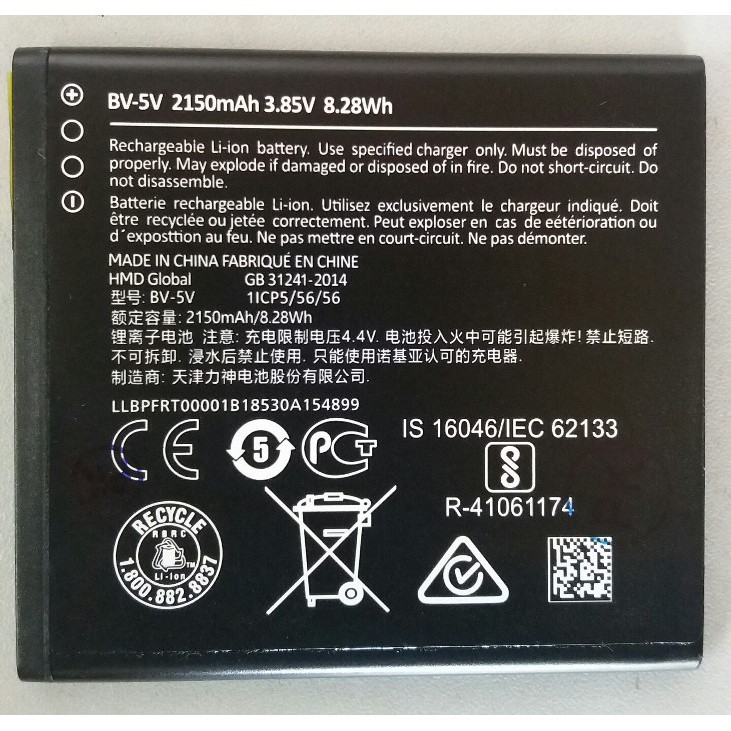 BV-5V 2150mAh 3.85V 8.28Wh
Rechargeable Li-ion battery. Use specified charger only. Must be disposed of
properly. May explode if damaged or disposed of in fire. Do not short-circuit. Do
not disassemble.
Batterie rechargeable Li-ion. Utilisez exclusivement le chargeur indiqué. Doit
être recyclée ou jetée correctement. Peut exploser en cas de eétérioration ou
d´exposttion au feu. Ne pas mettre en court-circuit. Ne pas démonter.
MADE IN CHINA FABRIQUÉ EN CHINE
HMD Global GB 31241-2014
型号: BV-5V 1ICP5/56/56
额定容量: 2150mAh/8.28Wh
锂离子电池 注意: 充电限制电压4.4V. 电池投入火中可能引起爆炸! 禁止短路.
不可拆卸. 浸水后禁止使用. 只能使用诺基亚认可的充电器.
制造商: 天津力神电池股份有限公司.
LLBPFRT00001B18530A154899
CE 5 PCT IS 16046/IEC 62133
R-41061174
RECYCLE
RBRC
Li-ion
1.800.882.8837